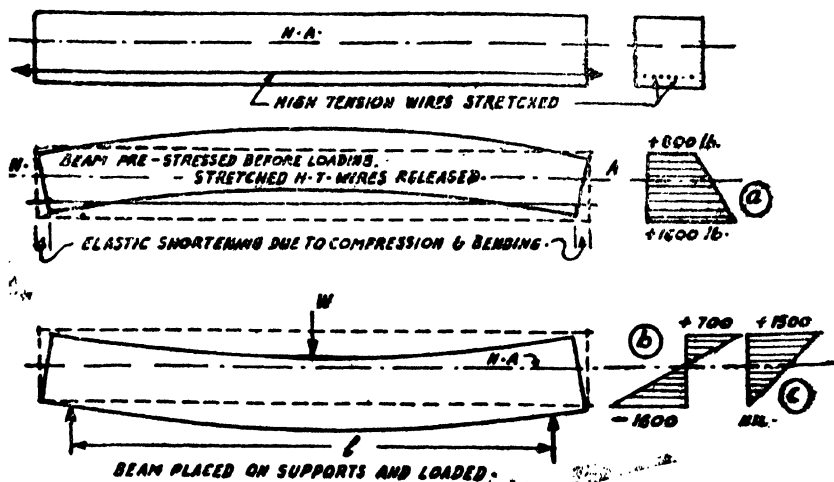 N.A.
HIGH TENSION WIRES STRETCHED
+800 lb.
BEAM PRE-STRESSED BEFORE LOADING.
N. A
STRETCHED H.T. WIRES RELEASED.
a
+1600 lb.
ELASTIC SHORTENING DUE TO COMPRESSION & BENDING.
W
+700 +1500
b
N.A
c
-1600 NIL.
l
BEAM PLACED ON SUPPORTS AND LOADED.